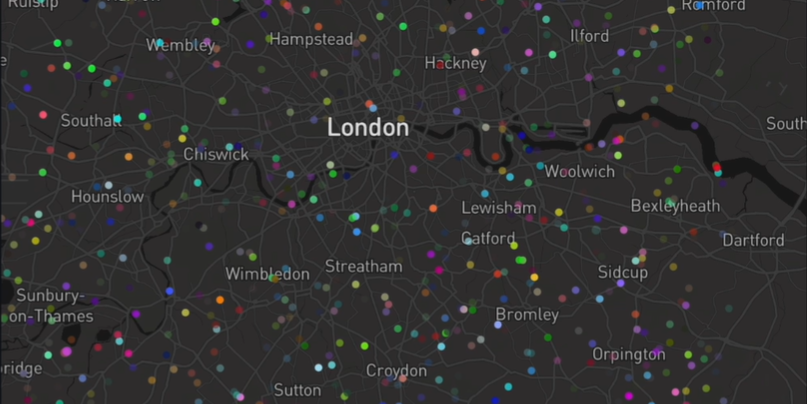 Ruislip
Romford
Wembley
Hampstead
Ilford
Hackney
Southall
London
South
Chiswick
Woolwich
Hounslow
Lewisham
Bexleyheath
Catford
Dartford
Wimbledon
Streatham
Sidcup
Sunbury-
on-Thames
Bromley
Orpington
ridge
Croydon
Sutton